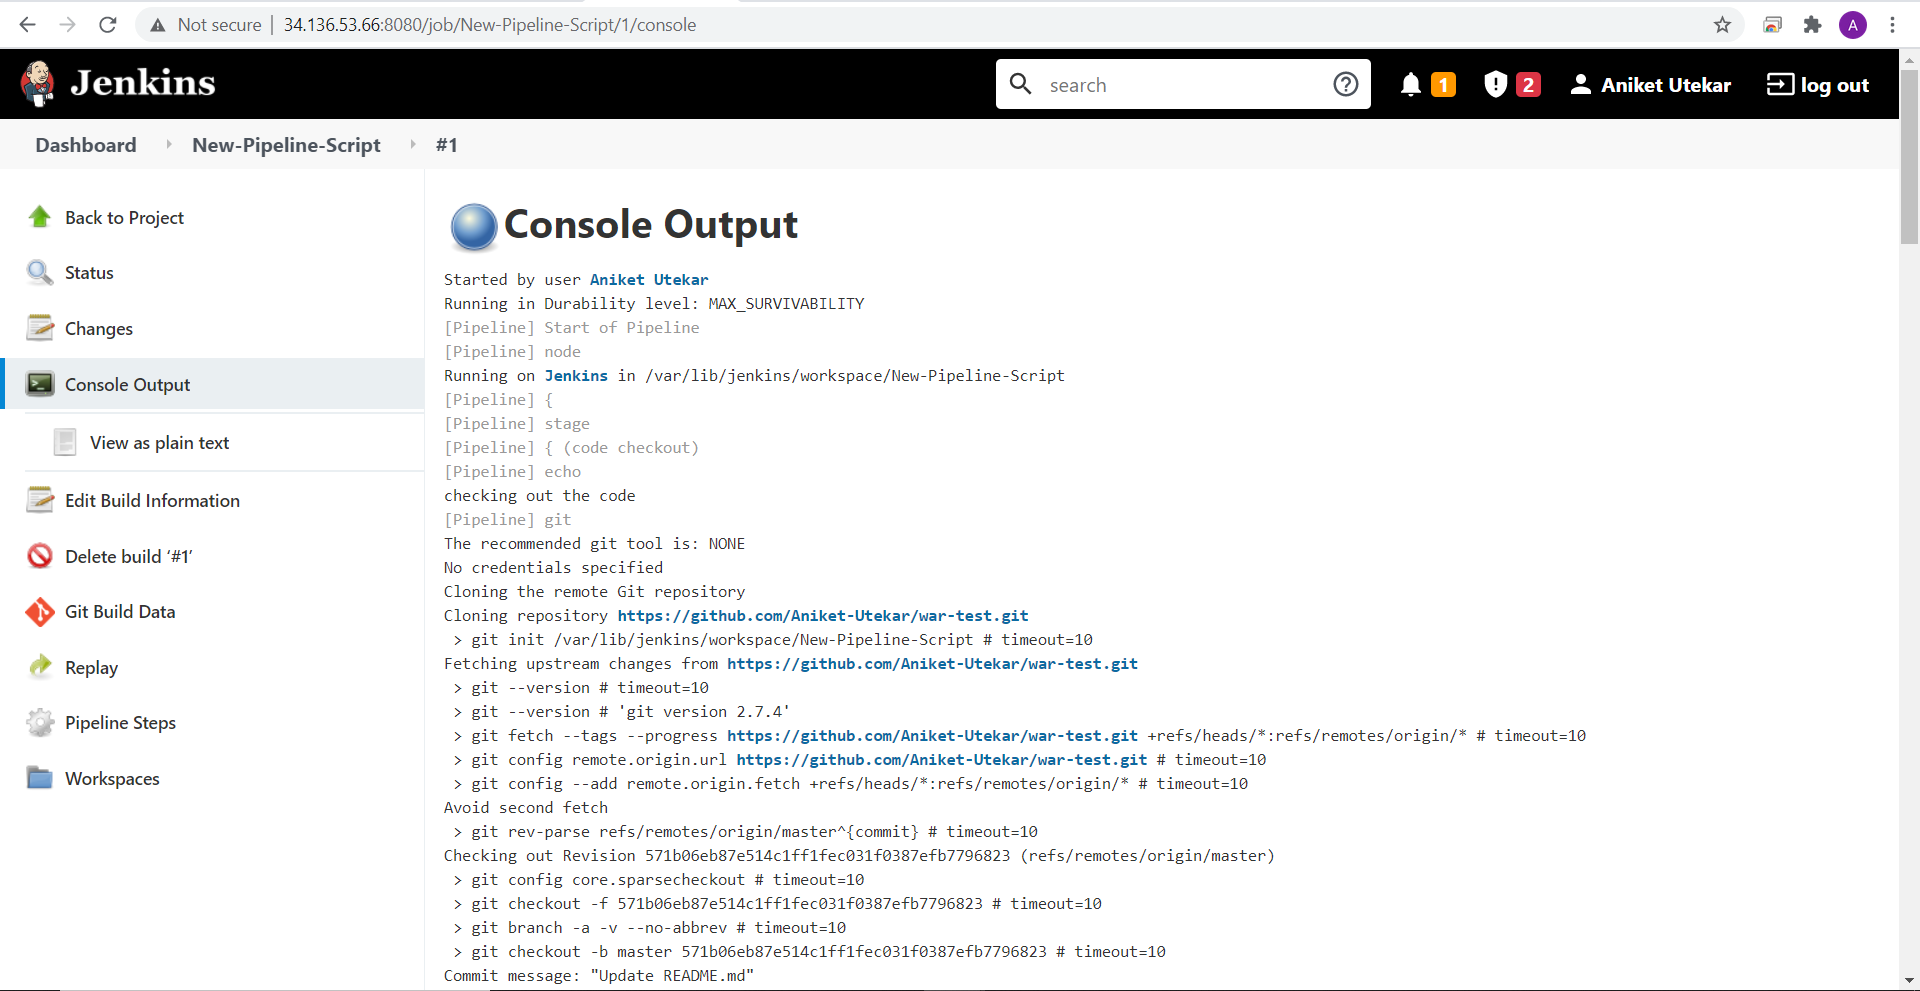 Not secure | 34.136.53.66:8080/job/New-Pipeline-Script/1/console
A
Jenkins
search
1
2
Aniket Utekar
log out
Dashboard
New-Pipeline-Script
#1
Back to Project
Status
Changes
Console Output
View as plain text
Edit Build Information
Delete build ‘#1’
Git Build Data
Replay
Pipeline Steps
Workspaces
Console Output
Started by user Aniket Utekar
Running in Durability level: MAX_SURVIVABILITY
[Pipeline] Start of Pipeline
[Pipeline] node
Running on Jenkins in /var/lib/jenkins/workspace/New-Pipeline-Script
[Pipeline] {
[Pipeline] stage
[Pipeline] { (code checkout)
[Pipeline] echo
checking out the code
[Pipeline] git
The recommended git tool is: NONE
No credentials specified
Cloning the remote Git repository
Cloning repository https://github.com/Aniket-Utekar/war-test.git
> git init /var/lib/jenkins/workspace/New-Pipeline-Script # timeout=10
Fetching upstream changes from https://github.com/Aniket-Utekar/war-test.git
> git --version # timeout=10
> git --version # 'git version 2.7.4'
> git fetch --tags --progress https://github.com/Aniket-Utekar/war-test.git +refs/heads/*:refs/remotes/origin/* # timeout=10
> git config remote.origin.url https://github.com/Aniket-Utekar/war-test.git # timeout=10
> git config --add remote.origin.fetch +refs/heads/*:refs/remotes/origin/* # timeout=10
Avoid second fetch
> git rev-parse refs/remotes/origin/master^{commit} # timeout=10
Checking out Revision 571b06eb87e514c1ff1fec031f0387efb7796823 (refs/remotes/origin/master)
> git config core.sparsecheckout # timeout=10
> git checkout -f 571b06eb87e514c1ff1fec031f0387efb7796823 # timeout=10
> git branch -a -v --no-abbrev # timeout=10
> git checkout -b master 571b06eb87e514c1ff1fec031f0387efb7796823 # timeout=10
Commit message: "Update README.md"